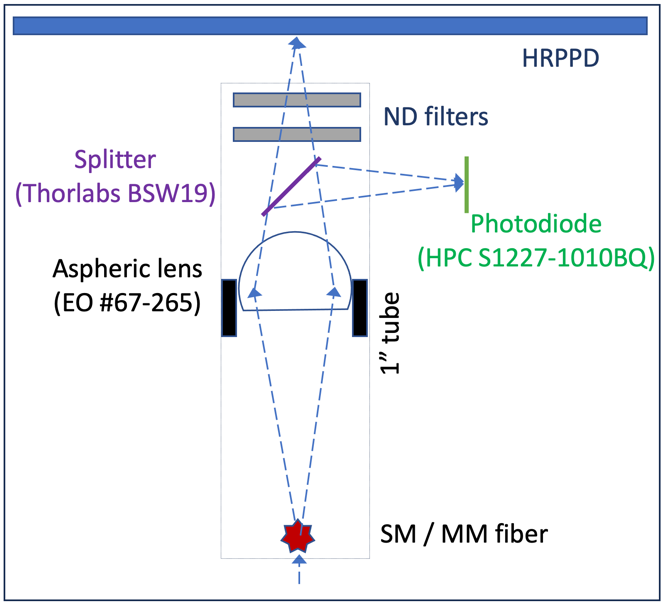 HRPPD
ND filters
Splitter
(Thorlabs BSW19)
Photodiode
(HPC S1227-1010BQ)
Aspheric lens
(EO #67-265)
1” tube
SM / MM fiber